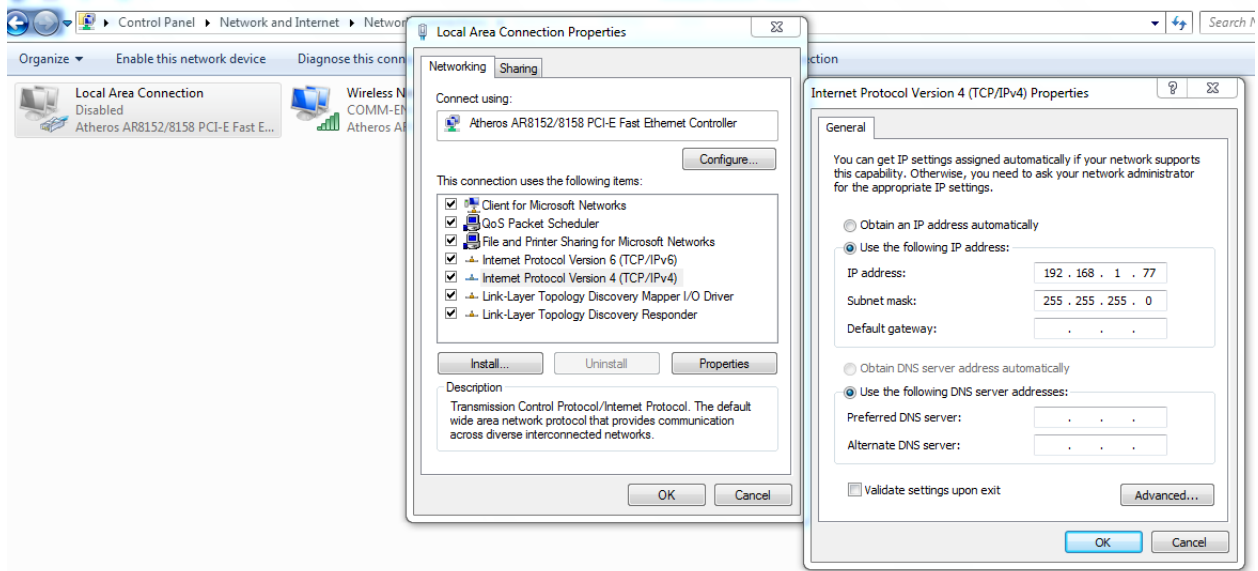 Control Panel Network and Internet Networ
Search N
Organize Enable this network device Diagnose this conn
ction
Local Area Connection
Disabled
Atheros AR8152/8158 PCI-E Fast E...
Wireless N
COMM-EN
Atheros AR
Local Area Connection Properties
Networking Sharing
Connect using:
Atheros AR8152/8158 PCI-E Fast Ethernet Controller
Configure...
This connection uses the following items:
Client for Microsoft Networks
QoS Packet Scheduler
File and Printer Sharing for Microsoft Networks
Internet Protocol Version 6 (TCP/IPv6)
Internet Protocol Version 4 (TCP/IPv4)
Link-Layer Topology Discovery Mapper I/O Driver
Link-Layer Topology Discovery Responder
Install... Uninstall Properties
Description
Transmission Control Protocol/Internet Protocol. The default
wide area network protocol that provides communication
across diverse interconnected networks.
OK Cancel
Internet Protocol Version 4 (TCP/IPv4) Properties
General
You can get IP settings assigned automatically if your network supports
this capability. Otherwise, you need to ask your network administrator
for the appropriate IP settings.
Obtain an IP address automatically
Use the following IP address:
IP address: 192 . 168 . 1 . 77
Subnet mask: 255 . 255 . 255 . 0
Default gateway: . . .
Obtain DNS server address automatically
Use the following DNS server addresses:
Preferred DNS server: . . .
Alternate DNS server: . . .
Validate settings upon exit
Advanced...
OK Cancel